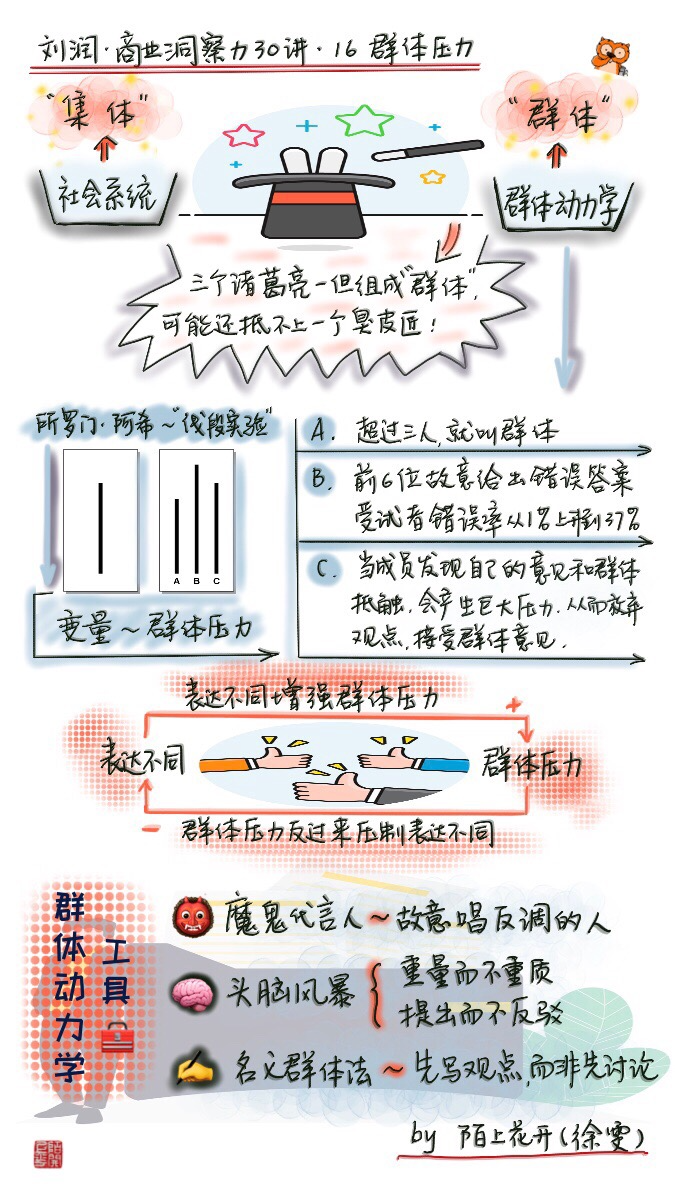 刘润·商业洞察力30讲·16 群体压力
“集体”
“群体”
社会系统
群体动力学
三个诸葛亮一但组成“群体”,
可能还抵不上一个臭皮匠!
所罗门·阿希~“线段实验”
A B C
变量~群体压力
A. 超过三人,就叫群体
B. 前6位故意给出错误答案
受试者错误率从1%上升到37%
C. 当成员发现自己的意见和群体
抵触,会产生巨大压力,从而放弃
观点,接受群体意见.
表达不同增强群体压力
+
表达不同
群体压力
-
群体压力反过来压制表达不同
群体动力学
工具
魔鬼代言人~故意唱反调的人
头脑风暴
重量而不重质
提出而不反驳
名义群体法~先写观点,而非先讨论
by 陌上花开(徐雯)